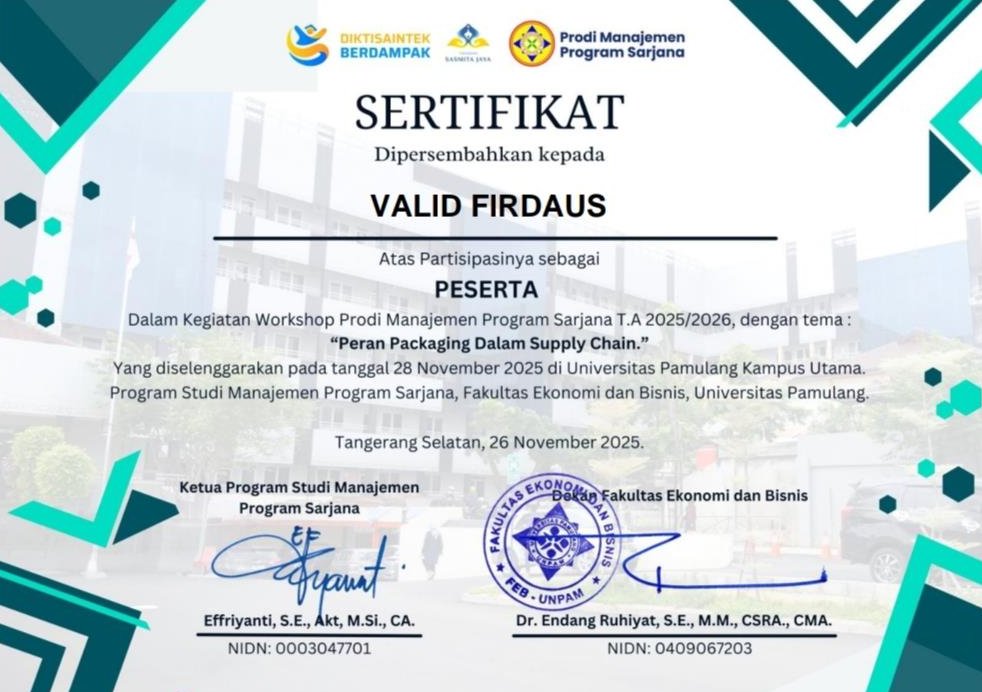 DIKTISAINTEK
BERDAMPAK
YAYASAN
SASMITA JAYA
Prodi Manajemen
Program Sarjana
SERTIFIKAT
Dipersembahkan kepada
VALID FIRDAUS
Atas Partisipasinya sebagai
PESERTA
Dalam Kegiatan Workshop Prodi Manajemen Program Sarjana T.A 2025/2026, dengan tema :
“Peran Packaging Dalam Supply Chain.”
Yang diselenggarakan pada tanggal 28 November 2025 di Universitas Pamulang Kampus Utama.
Program Studi Manajemen Program Sarjana, Fakultas Ekonomi dan Bisnis, Universitas Pamulang.
Tangerang Selatan, 26 November 2025.
Ketua Program Studi Manajemen
Program Sarjana
Effriyanti, S.E., Akt, M.Si., CA.
NIDN: 0003047701
Dekan Fakultas Ekonomi dan Bisnis
FAKULTAS EKONOMI DAN BISNIS
UNIVERSITAS PAMULANG
UNPAM
FEB - UNPAM
Dr. Endang Ruhiyat, S.E., M.M., CSRA., CMA.
NIDN: 0409067203